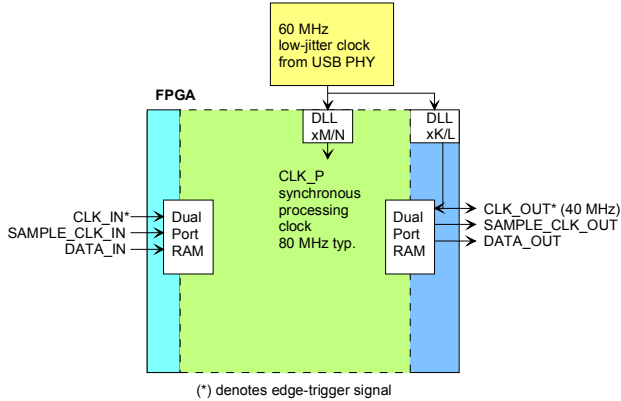 60 MHz
low-jitter clock
from USB PHY
FPGA
DLL
xM/N
DLL
xK/L
CLK_P
synchronous
processing
clock
80 MHz typ.
CLK_IN*
SAMPLE_CLK_IN
DATA_IN
Dual
Port
RAM
Dual
Port
RAM
CLK_OUT* (40 MHz)
SAMPLE_CLK_OUT
DATA_OUT
(*) denotes edge-trigger signal